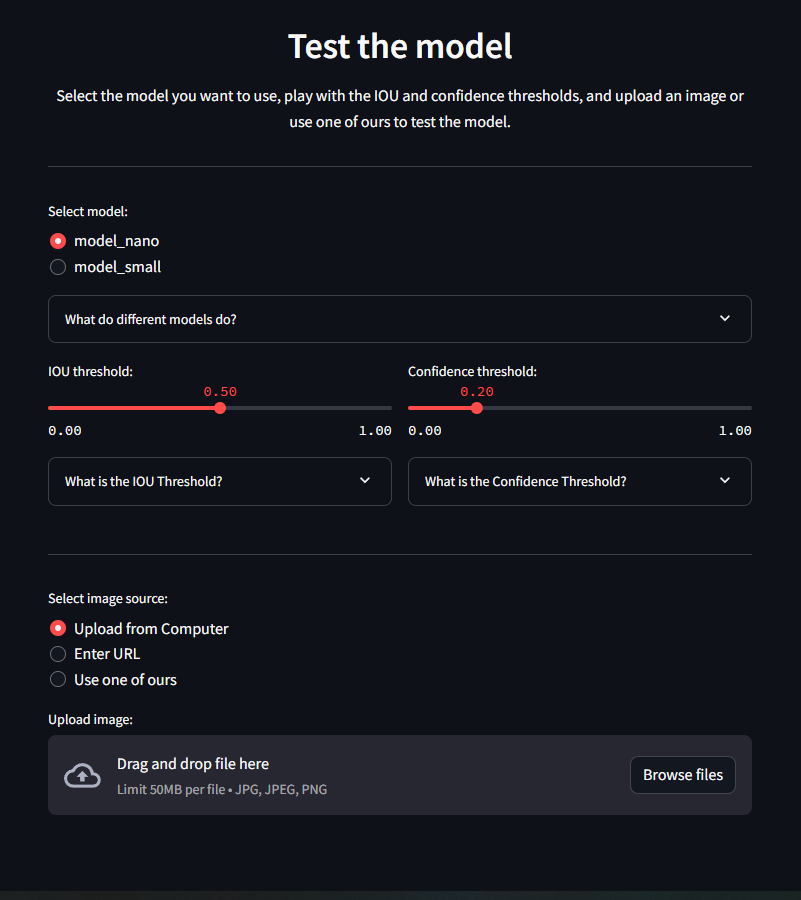 Test the model
Select the model you want to use, play with the IOU and confidence thresholds, and upload an image or
use one of ours to test the model.
Select model:
model_nano
model_small
What do different models do?
IOU threshold:
0.50
0.00 1.00
What is the IOU Threshold?
Confidence threshold:
0.20
0.00 1.00
What is the Confidence Threshold?
Select image source:
Upload from Computer
Enter URL
Use one of ours
Upload image:
Drag and drop file here
Limit 50MB per file • JPG, JPEG, PNG
Browse files